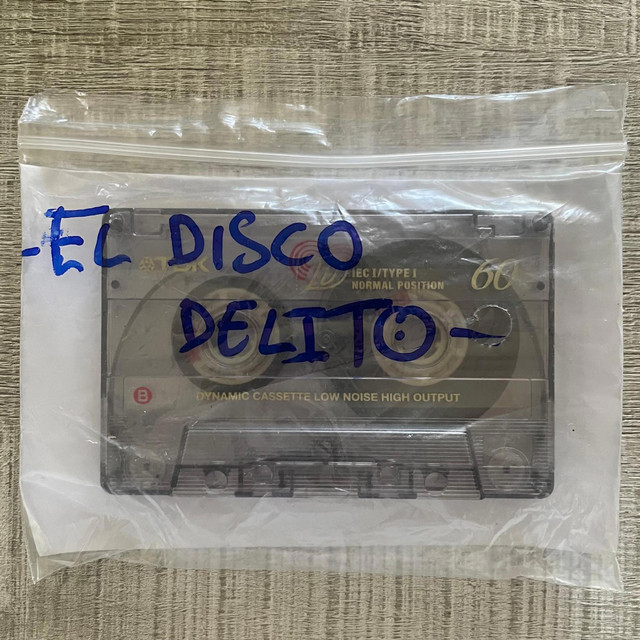 -EL DISCO
DELITO-
TDK
D
IEC I/TYPE I
NORMAL POSITION
60
B
DYNAMIC CASSETTE LOW NOISE HIGH OUTPUT